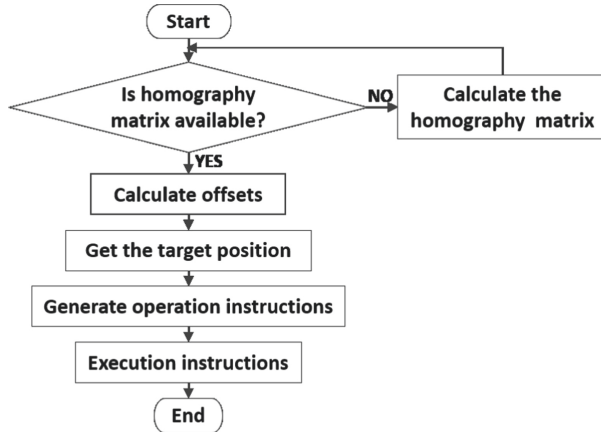 Start
Is homography
matrix available?
NO
Calculate the
homography matrix
YES
Calculate offsets
Get the target position
Generate operation instructions
Execution instructions
End